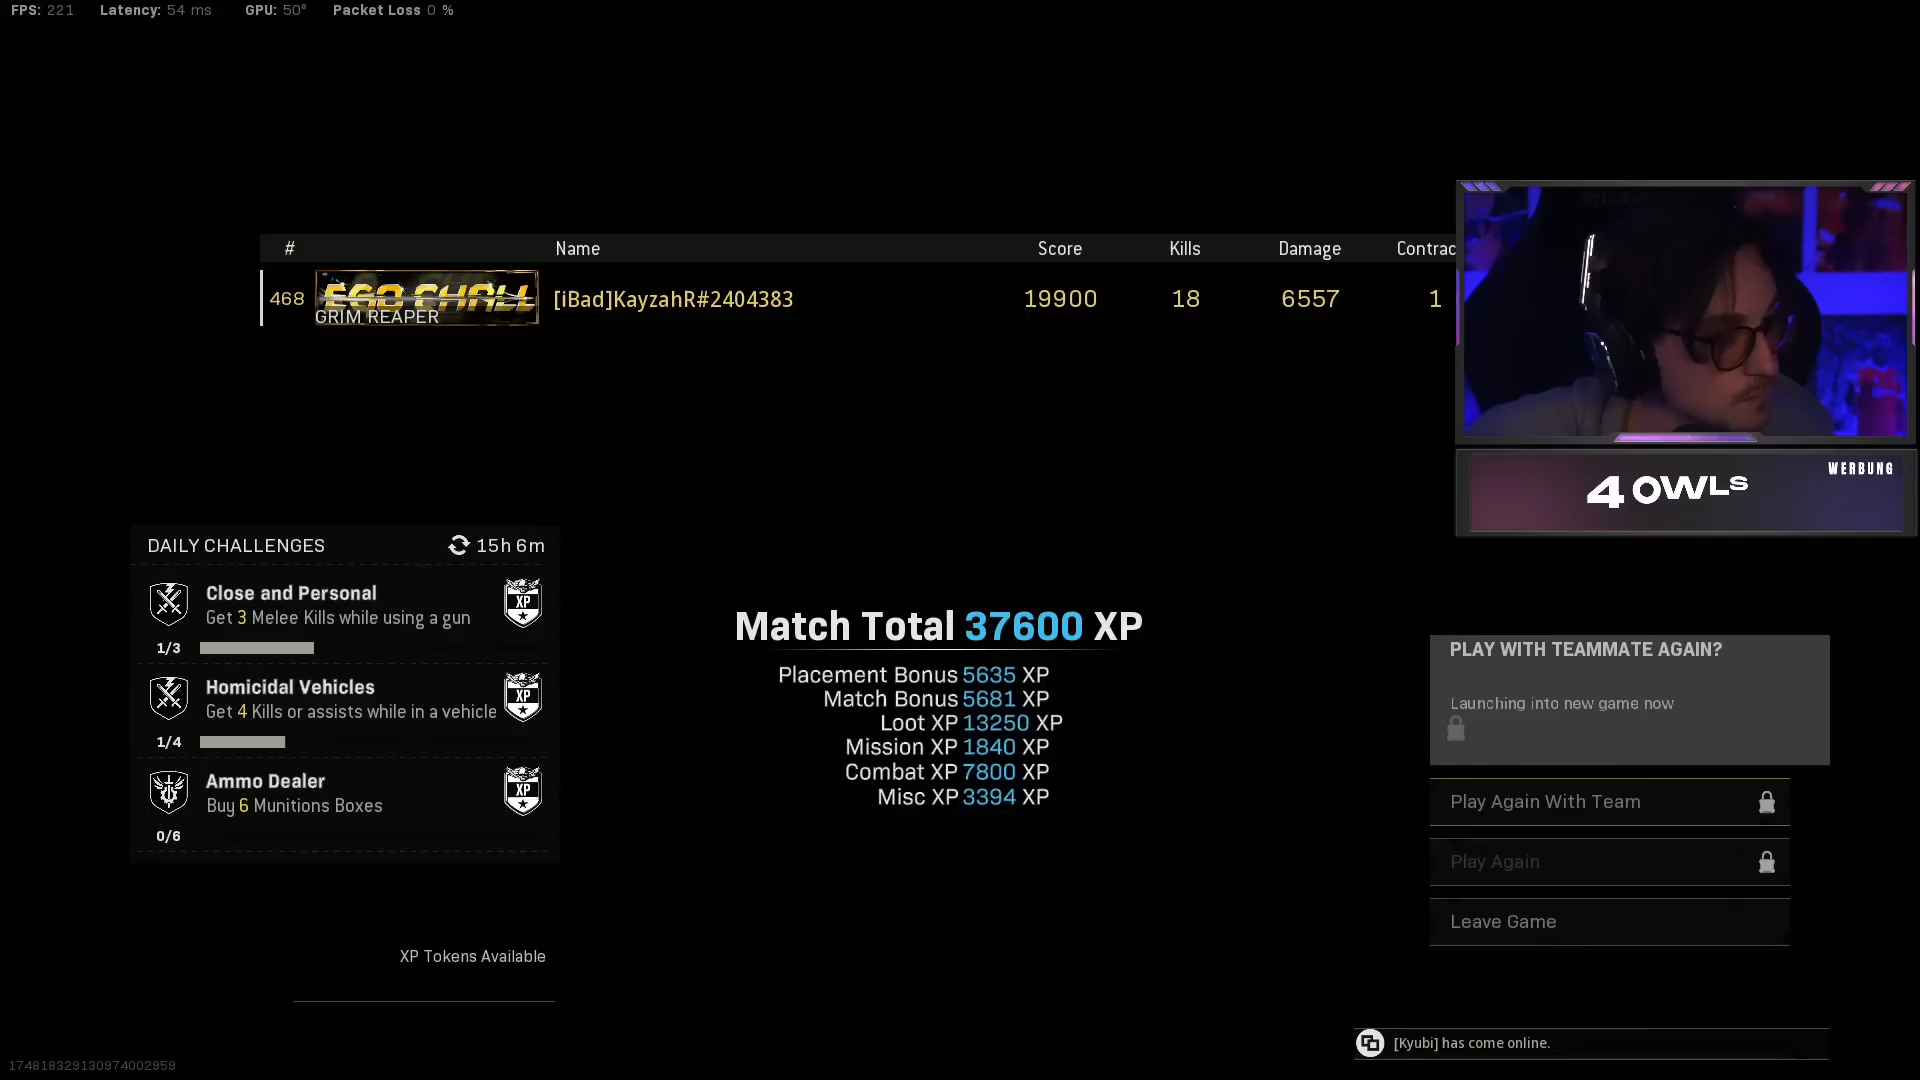 FPS: 221 Latency: 54 ms GPU: 50° Packet Loss 0 %
# Name Score Kills Damage Contrac
468 EGO CHALL [iBad]KayzahR#2404383 19900 18 6557 1
GRIM REAPER
WERBUNG
4 OWLS
DAILY CHALLENGES 15h 6m
Close and Personal
Get 3 Melee Kills while using a gun
XP
1/3
Homicidal Vehicles
Get 4 Kills or assists while in a vehicle
XP
1/4
Ammo Dealer
Buy 6 Munitions Boxes
XP
0/6
XP Tokens Available
Match Total 37600 XP
Placement Bonus 5635 XP
Match Bonus 5681 XP
Loot XP 13250 XP
Mission XP 1840 XP
Combat XP 7800 XP
Misc XP 3394 XP
PLAY WITH TEAMMATE AGAIN?
Launching into new game now
Play Again With Team
Play Again
Leave Game
[Kyubi] has come online.
174818329130974002959